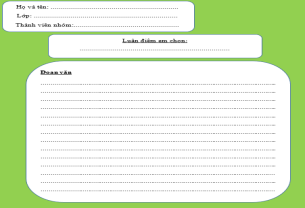 Họ và tên: ..............................................................
Lớp: .......................................................
Thành viên nhóm:..................................................
Luận điểm em chọn:
......................................................................
Đoạn văn
..............................................................................................................
..............................................................................................................
..............................................................................................................
..............................................................................................................
..............................................................................................................
..............................................................................................................
..............................................................................................................
..............................................................................................................
..............................................................................................................
..............................................................................................................
..............................................................................................................
..............................................................................................................
..............................................................................................................